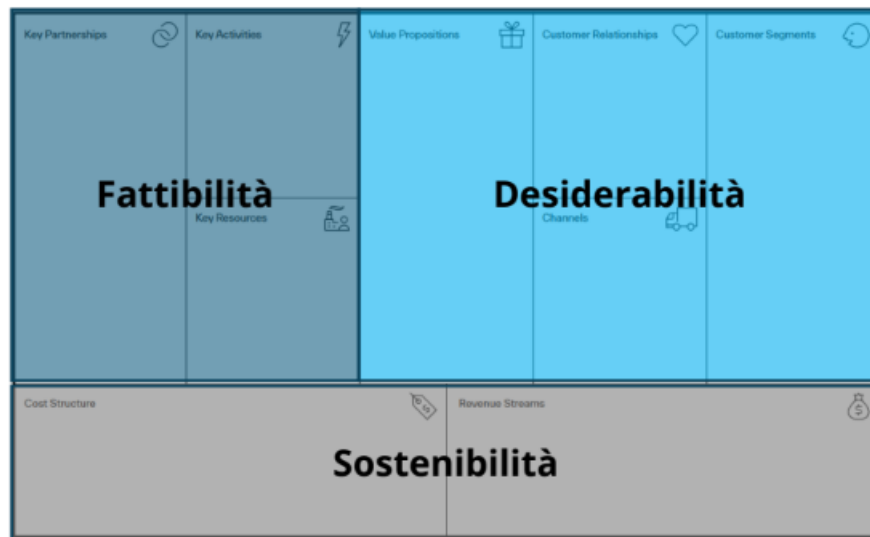 Key Partnerships
Key Activities
Value Propositions
Customer Relationships
Customer Segments
Fattibilità
Desiderabilità
Key Resources
Channels
Cost Structure
Revenue Streams
Sostenibilità